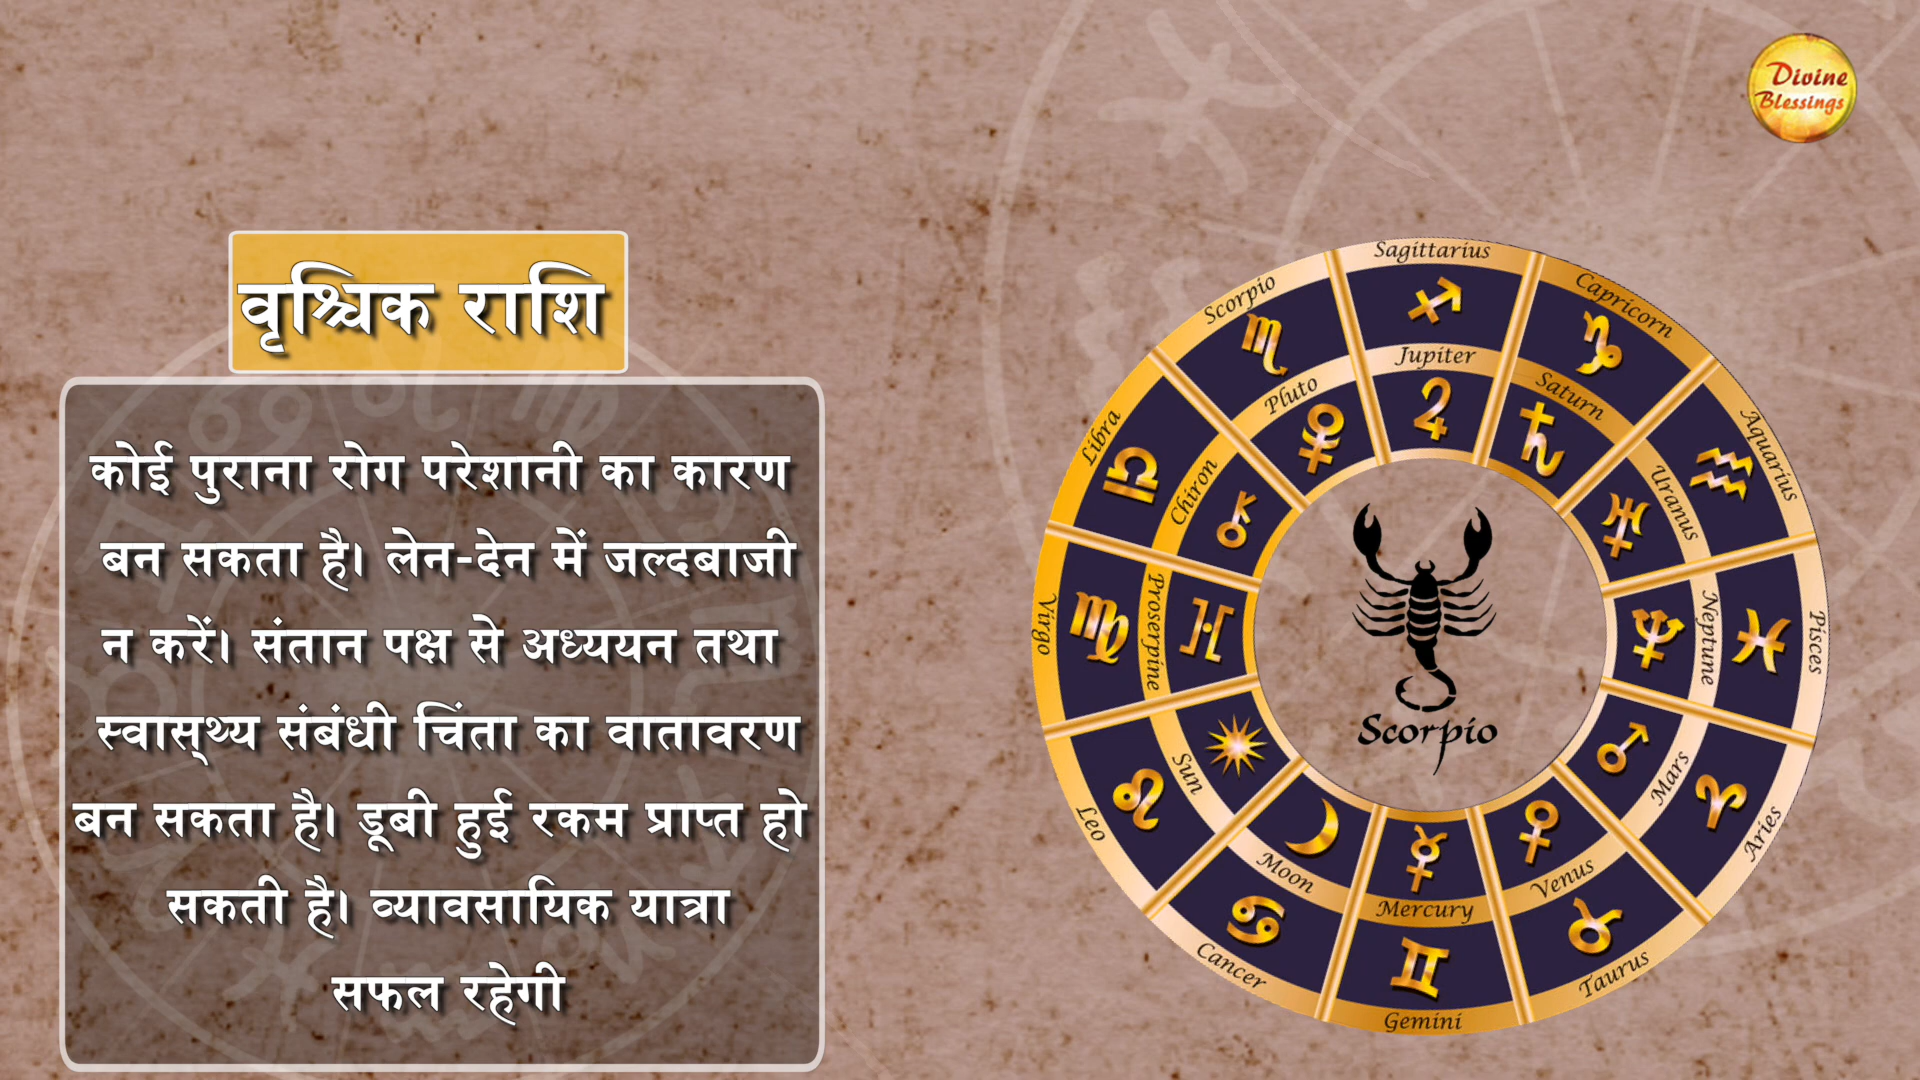 Divine
Blessings
वृश्चिक राशि
कोई पुराना रोग परेशानी का कारण
बन सकता है। लेन-देन में जल्दबाजी
न करें। संतान पक्ष से अध्ययन तथा
स्वास्‌थ्य संबंधी चिंता का वातावरण
बन सकता है। डूबी हुई रकम प्राप्त हो
सकती है। व्यावसायिक यात्रा
सफल रहेगी
Sagittarius
Capricorn
Aquarius
Pisces
Aries
Taurus
Gemini
Cancer
Leo
Virgo
Libra
Scorpio
Jupiter
Saturn
Uranus
Neptune
Mars
Venus
Mercury
Moon
Sun
Proserpine
Chiron
Pluto
Scorpio